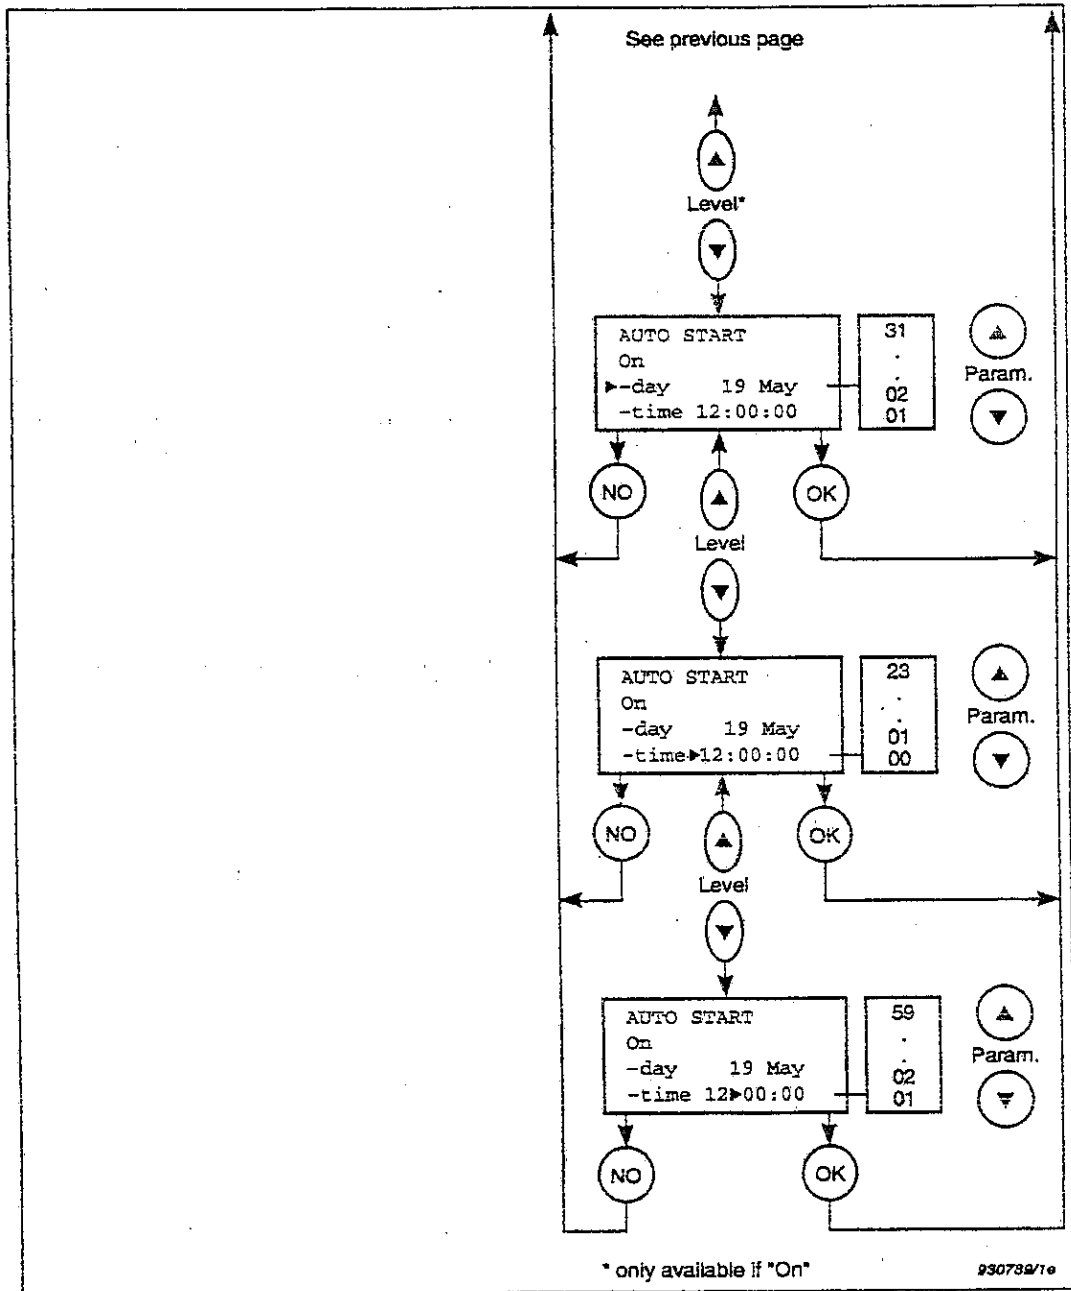 See previous page
Level*
AUTO START
On
-day 19 May
-time 12:00:00
31
.
.
02
01
Param.
NO
OK
Level
AUTO START
On
-day 19 May
-time▶12:00:00
23
.
.
01
00
Param.
NO
OK
Level
AUTO START
On
-day 19 May
-time 12▶00:00
59
.
.
02
01
Param.
NO
OK
* only available if "On"
930789/1e